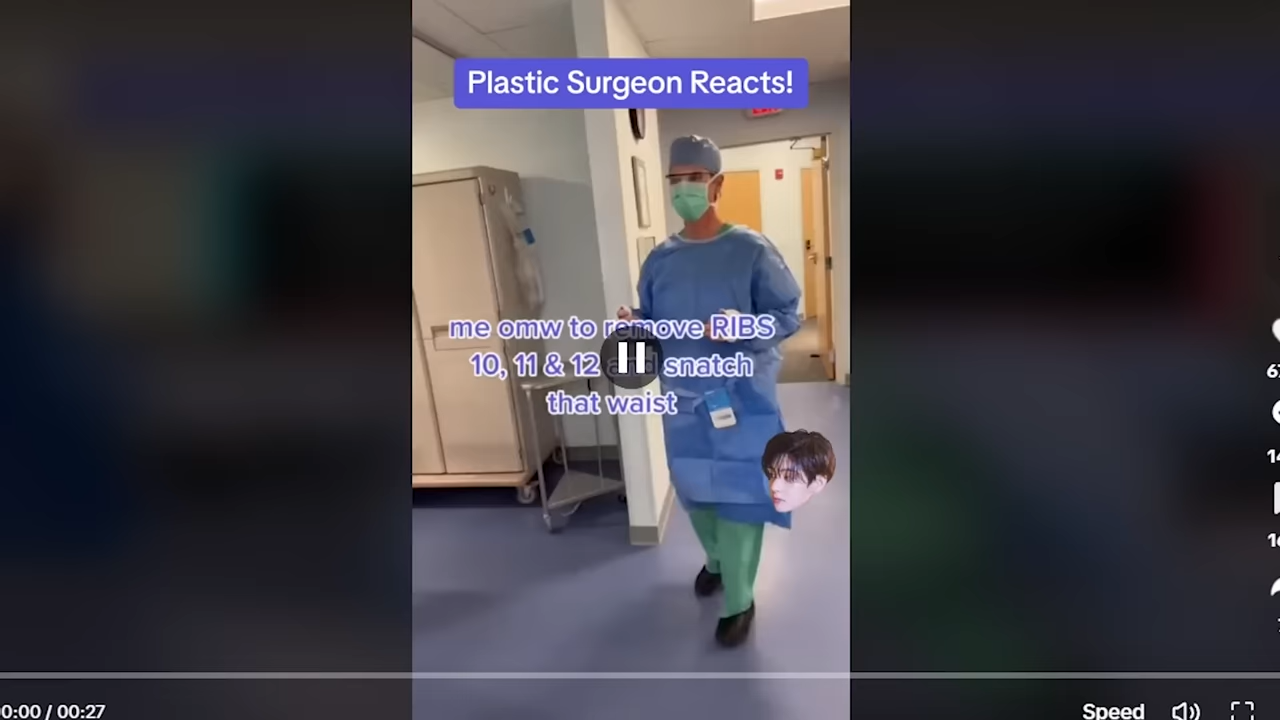 Plastic Surgeon Reacts!
me omw to remove RIBS
10, 11 & 12 and snatch
that waist
0:00 / 00:27
Speed